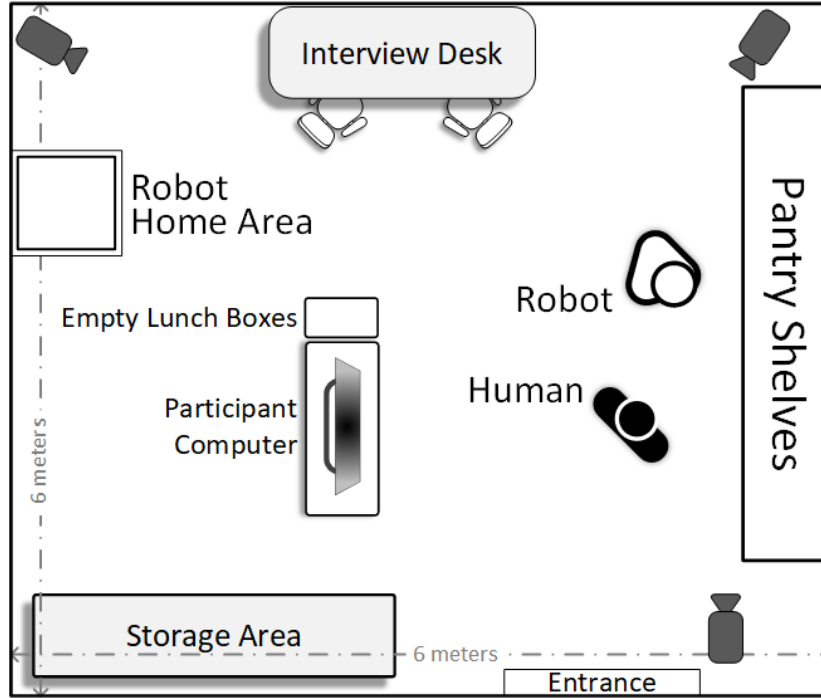 Interview Desk
Robot
Home Area
Pantry Shelves
Robot
Empty Lunch Boxes
Human
Participant
Computer
6 meters
Storage Area
6 meters
Entrance